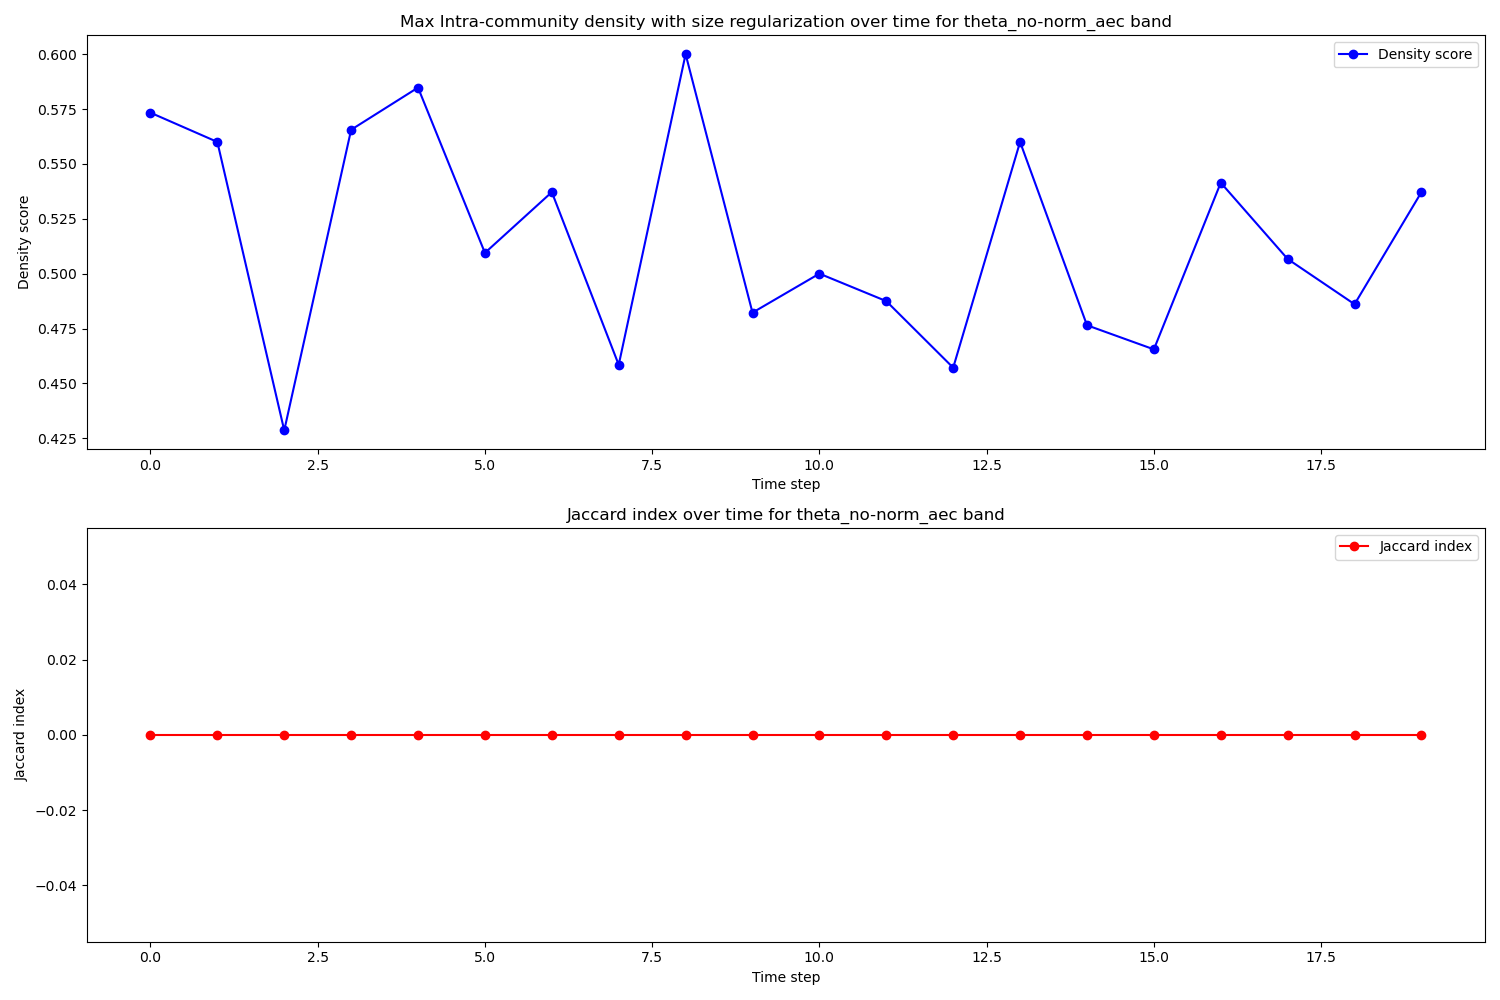 Max Intra-community density with size regularization over time for theta_no-norm_aec band
Density score
0.600
0.575
0.550
0.525
0.500
0.475
0.450
0.425
Density score
0.0 2.5 5.0 7.5 10.0 12.5 15.0 17.5
Time step
Jaccard index over time for theta_no-norm_aec band
Jaccard index
0.04
0.02
0.00
−0.02
−0.04
Jaccard index
0.0 2.5 5.0 7.5 10.0 12.5 15.0 17.5
Time step